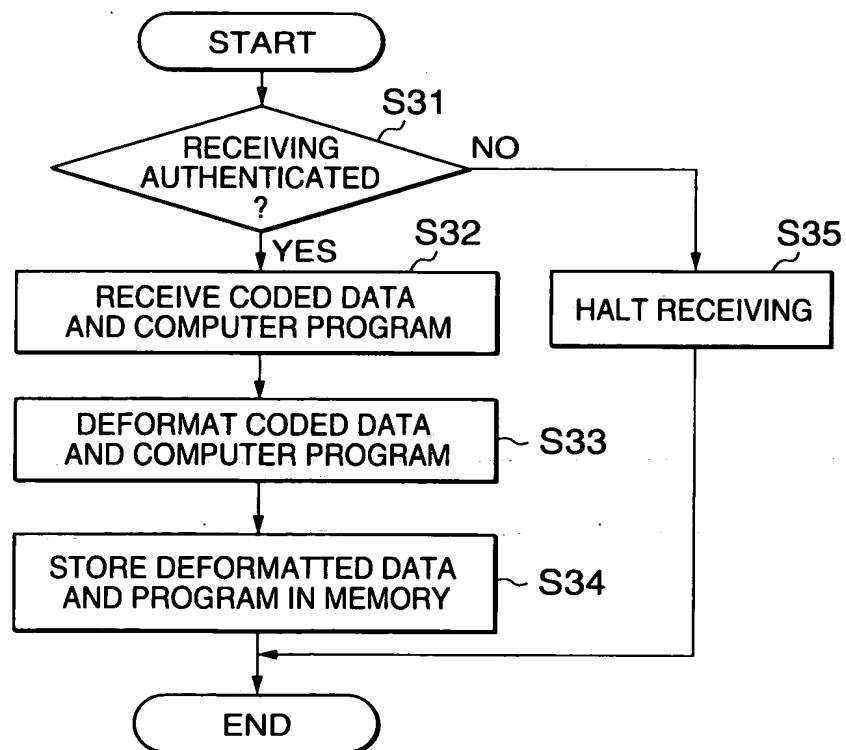 START
S31
RECEIVING
AUTHENTICATED
?
NO
YES
S32
RECEIVE CODED DATA
AND COMPUTER PROGRAM
S35
HALT RECEIVING
DEFORMAT CODED DATA
AND COMPUTER PROGRAM
S33
STORE DEFORMATTED DATA
AND PROGRAM IN MEMORY
S34
END